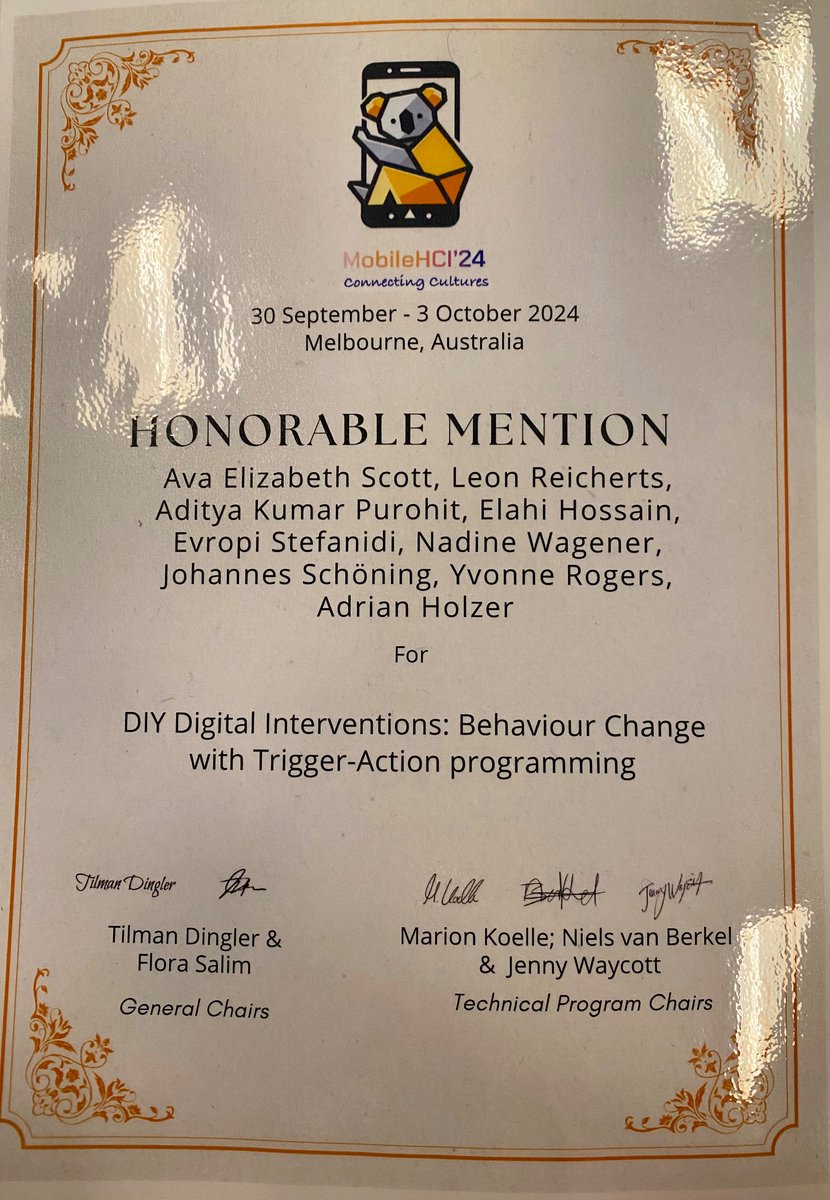 MobileHCI'24
Connecting Cultures
30 September - 3 October 2024
Melbourne, Australia
HONORABLE MENTION
Ava Elizabeth Scott, Leon Reicherts,
Aditya Kumar Purohit, Elahi Hossain,
Evropi Stefanidi, Nadine Wagener,
Johannes Schöning, Yvonne Rogers,
Adrian Holzer
For
DIY Digital Interventions: Behaviour Change
with Trigger-Action programming
Tilman Dingler
Tilman Dingler &
Flora Salim
General Chairs
M. Koelle
Jenny Waycott
Marion Koelle; Niels van Berkel
& Jenny Waycott
Technical Program Chairs